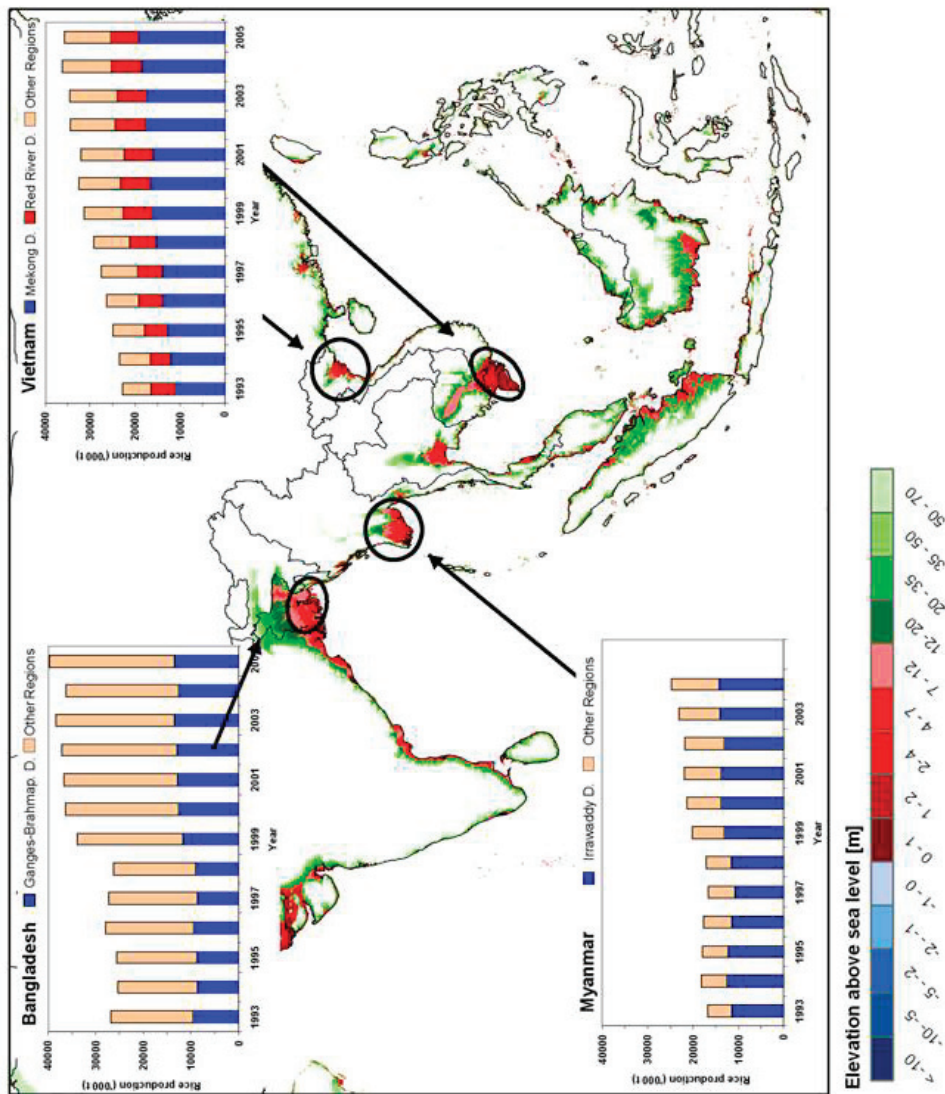 Bangladesh
Ganges-Brahmap. D.
Other Regions
Rice production ('000 t)
40000
30000
20000
10000
0
1993
1995
1997
1999
2001
2003
Year
Vietnam
Mekong D.
Red River D.
Other Regions
Rice production ('000 t)
40000
30000
20000
10000
0
1993
1995
1997
1999
2001
2003
2005
Year
Myanmar
Irrawaddy D.
Other Regions
Rice production ('000 t)
40000
30000
20000
10000
0
1993
1995
1997
1999
2001
2003
Year
Elevation above sea level [m]
< -10
-10 - -5
-5 - -2
-2 - -1
-1 - 0
0 - 1
1 - 2
2 - 4
4 - 7
7 - 12
12 - 20
20 - 35
35 - 50
50 - 70